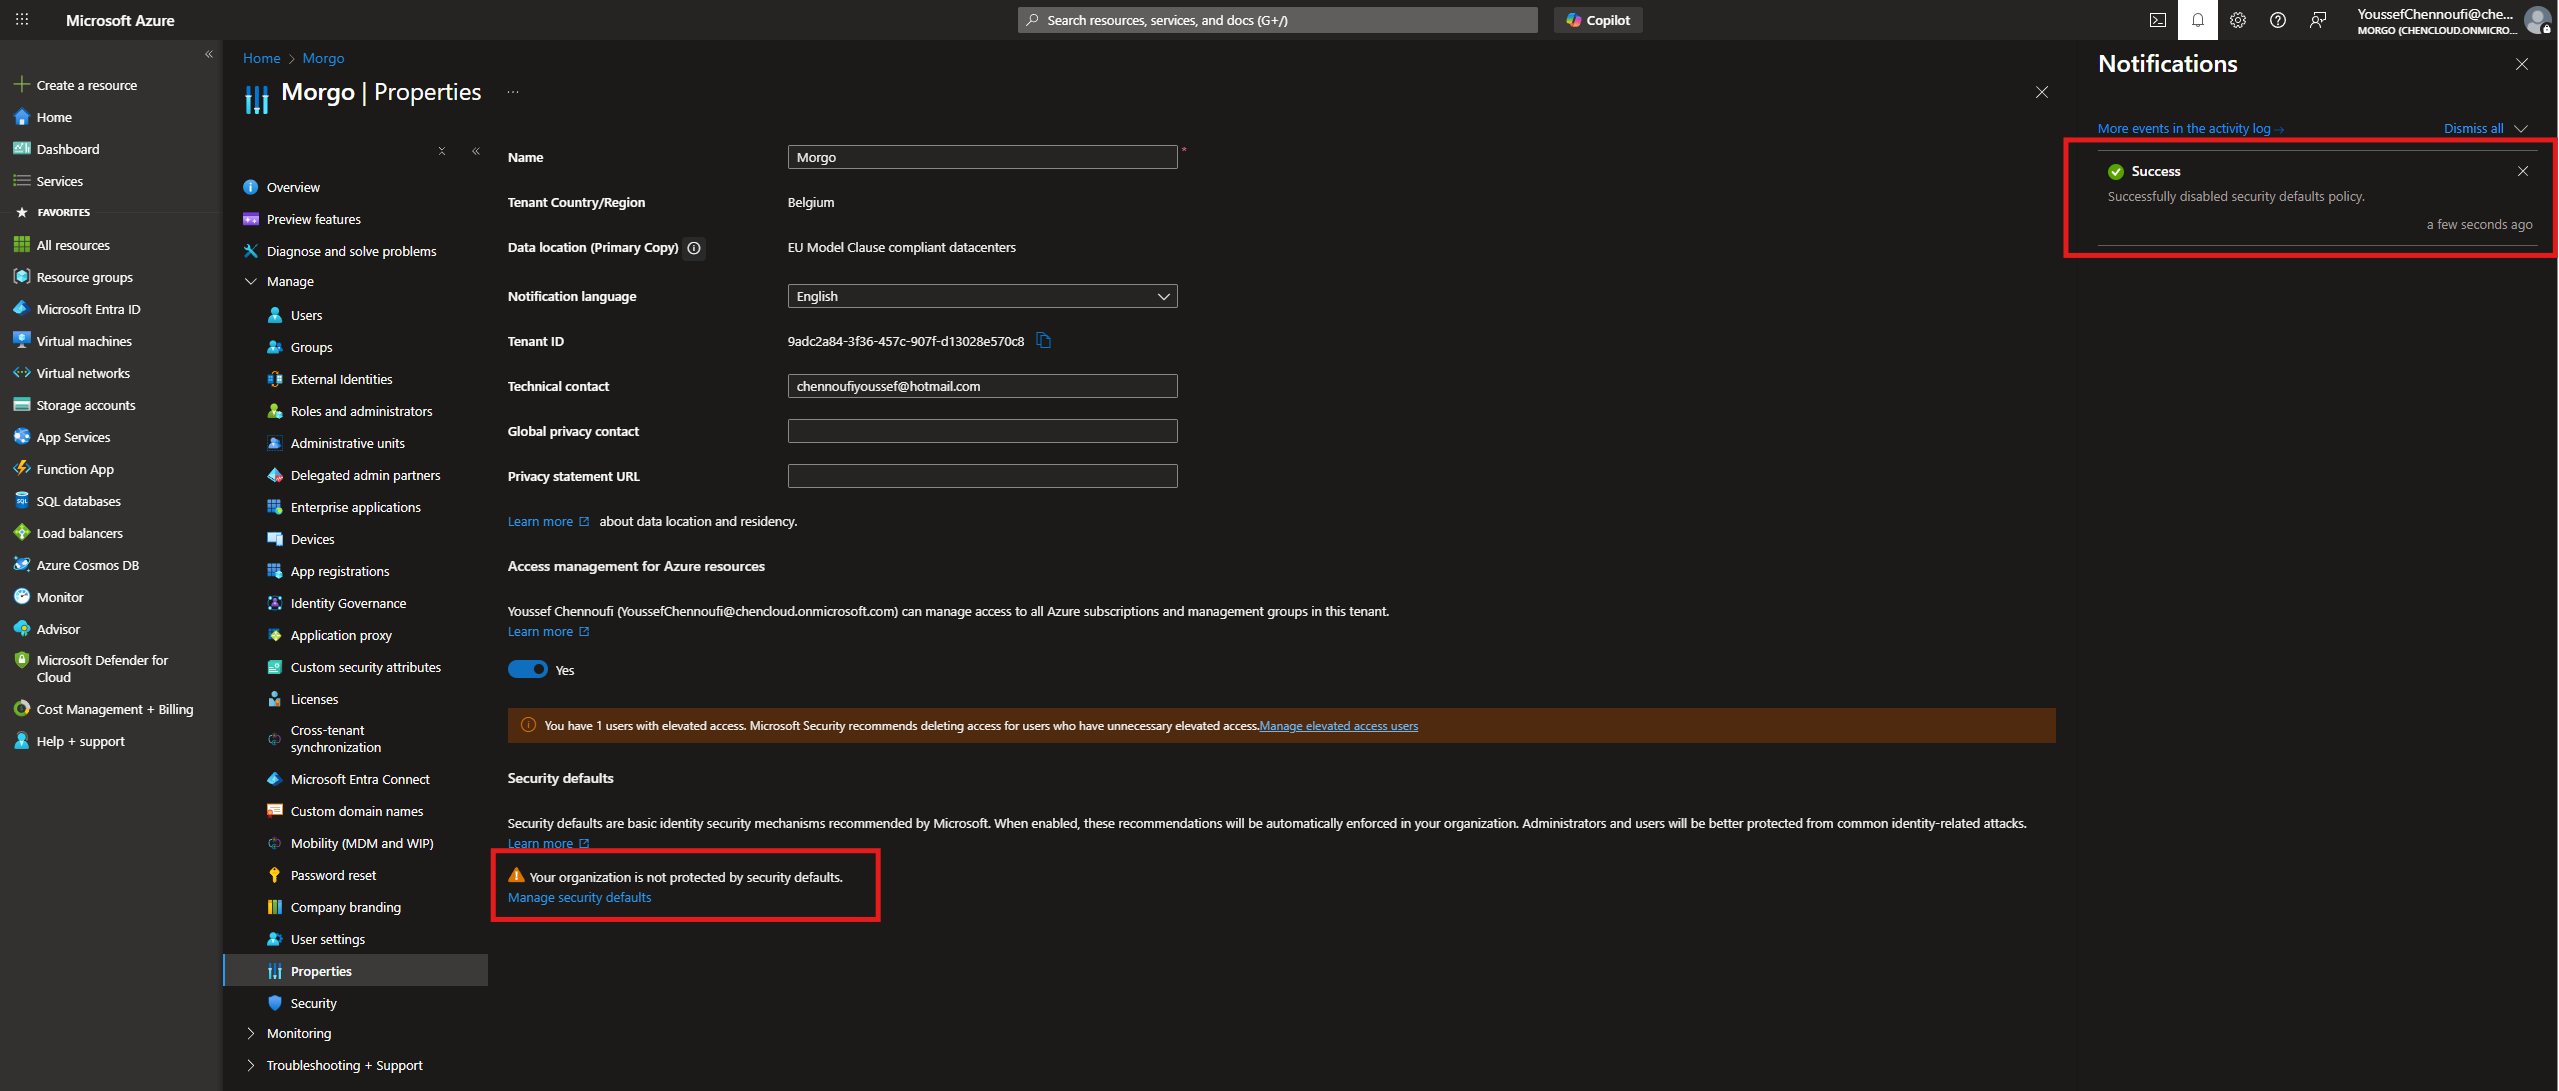 Microsoft Azure
Search resources, services, and docs (G+/)
Copilot
YoussefChennoufi@che...
MORGO (CHENCLOUD.ONMICRO...
Create a resource
Home
Dashboard
Services
FAVORITES
All resources
Resource groups
Microsoft Entra ID
Virtual machines
Virtual networks
Storage accounts
App Services
Function App
SQL databases
Load balancers
Azure Cosmos DB
Monitor
Advisor
Microsoft Defender for
Cloud
Cost Management + Billing
Help + support
Home > Morgo
Morgo | Properties
Overview
Preview features
Diagnose and solve problems
Manage
Users
Groups
External Identities
Roles and administrators
Administrative units
Delegated admin partners
Enterprise applications
Devices
App registrations
Identity Governance
Application proxy
Custom security attributes
Licenses
Cross-tenant
synchronization
Microsoft Entra Connect
Custom domain names
Mobility (MDM and WIP)
Password reset
Company branding
User settings
Properties
Security
Monitoring
Troubleshooting + Support
Name Morgo *
Tenant Country/Region Belgium
Data location (Primary Copy) EU Model Clause compliant datacenters
Notification language English
Tenant ID 9adc2a84-3f36-457c-907f-d13028e570c8
Technical contact chennoufiyoussef@hotmail.com
Global privacy contact
Privacy statement URL
Learn more about data location and residency.
Access management for Azure resources
Youssef Chennoufi (YoussefChennoufi@chencloud.onmicrosoft.com) can manage access to all Azure subscriptions and management groups in this tenant.
Learn more
Yes
You have 1 users with elevated access. Microsoft Security recommends deleting access for users who have unnecessary elevated access.Manage elevated access users
Security defaults
Security defaults are basic identity security mechanisms recommended by Microsoft. When enabled, these recommendations will be automatically enforced in your organization. Administrators and users will be better protected from common identity-related attacks.
Learn more
Your organization is not protected by security defaults.
Manage security defaults
Notifications
More events in the activity log →
Dismiss all
Success
Successfully disabled security defaults policy.
a few seconds ago